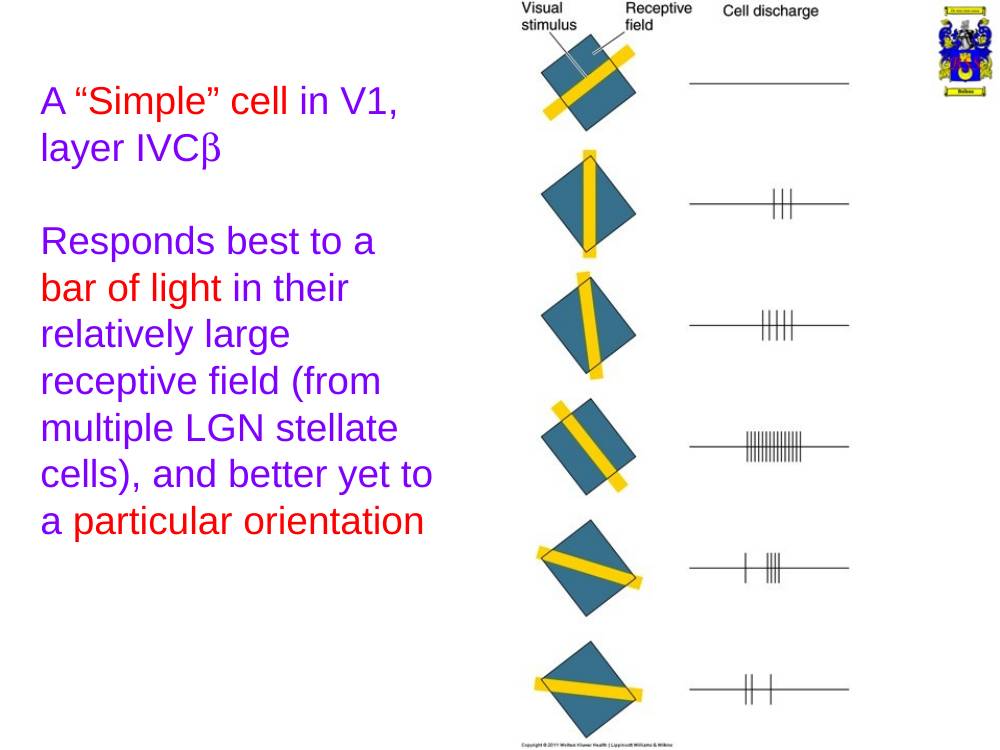 A “Simple” cell in V1,
layer IVCβ
Responds best to a
bar of light in their
relatively large
receptive field (from
multiple LGN stellate
cells), and better yet to
a particular orientation
Visual
stimulus
Receptive
field
Cell discharge
Copyright © 2011 Wolters Kluwer Health | Lippincott Williams & Wilkins